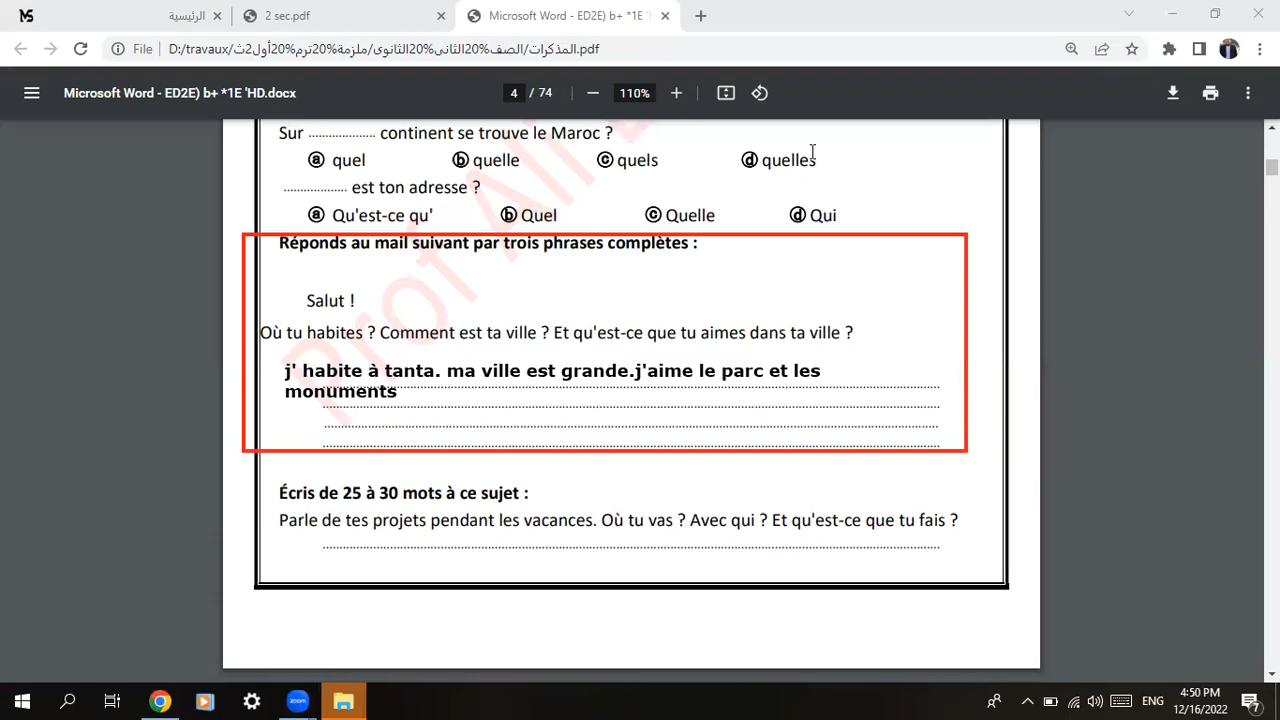 الرئيسية
2 sec.pdf
Microsoft Word - ED2E) b+ *1E 'H
File D:/travaux/المذكرات/الصف%20الثانى%20الثانوى/ملزمة%20ترم%20أول2ث.pdf
Microsoft Word - ED2E) b+ *1E 'HD.docx
4 / 74
110%
Sur .................... continent se trouve le Maroc ?
ⓐ quel ⓑ quelle ⓒ quels ⓓ quelles
................... est ton adresse ?
ⓐ Qu'est-ce qu' ⓑ Quel ⓒ Quelle ⓓ Qui
Réponds au mail suivant par trois phrases complètes :
Salut !
Où tu habites ? Comment est ta ville ? Et qu'est-ce que tu aimes dans ta ville ?
j' habite à tanta. ma ville est grande.j'aime le parc et les
monuments
Écris de 25 à 30 mots à ce sujet :
Parle de tes projets pendant les vacances. Où tu vas ? Avec qui ? Et qu'est-ce que tu fais ?
zoom
ENG
4:50 PM
12/16/2022
7